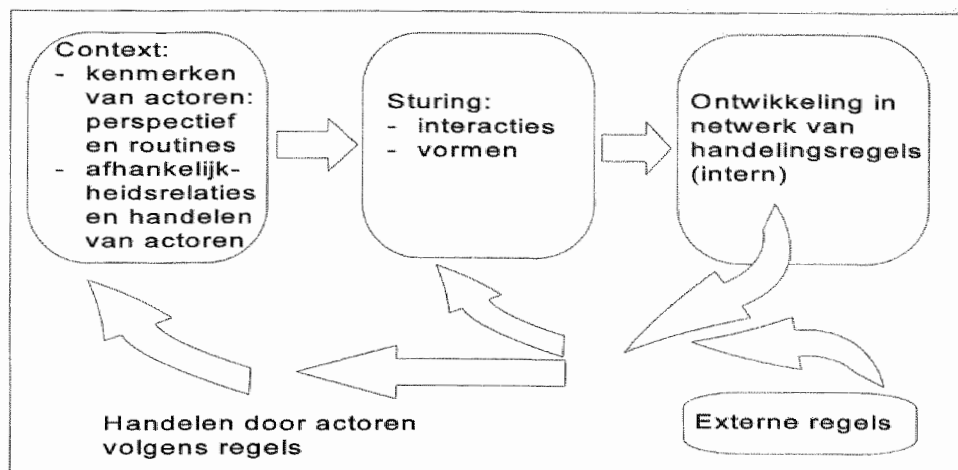 Context:
- kenmerken
van actoren:
perspectief
en routines
- afhankelijk-
heidsrelaties
en handelen
van actoren
Sturing:
- interacties
- vormen
Ontwikkeling in
netwerk van
handelingsregels
(intern)
Handelen door actoren
volgens regels
Externe regels